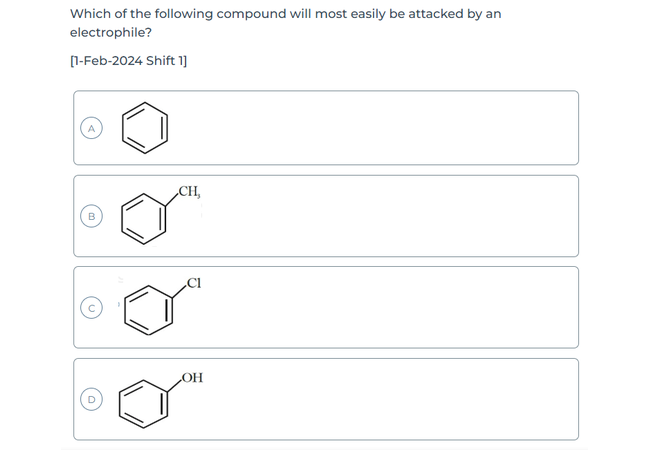 Which of the following compound will most easily be attacked by an
electrophile?
[1-Feb-2024 Shift 1]
A
B
CH₃
C
Cl
D
OH